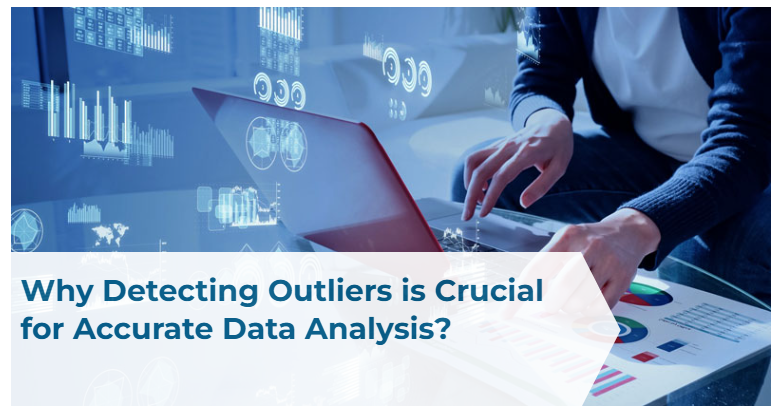 Why Detecting Outliers is Crucial
for Accurate Data Analysis?